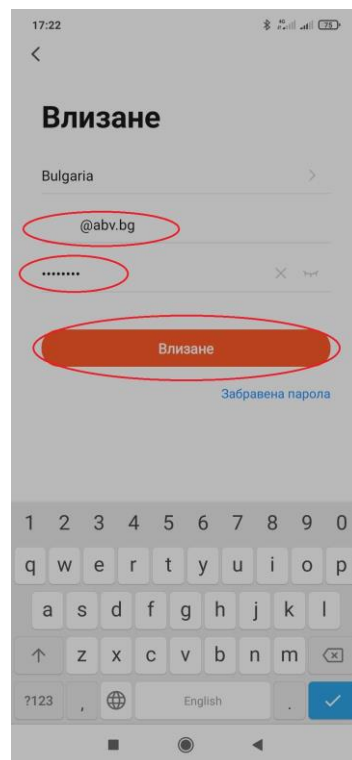 17:22 4G 75
Влизане
Bulgaria
@abv.bg
••••••••
Влизане
Забравена парола
1 2 3 4 5 6 7 8 9 0
q w e r t y u i o p
a s d f g h j k l
z x c v b n m
?123 , English .